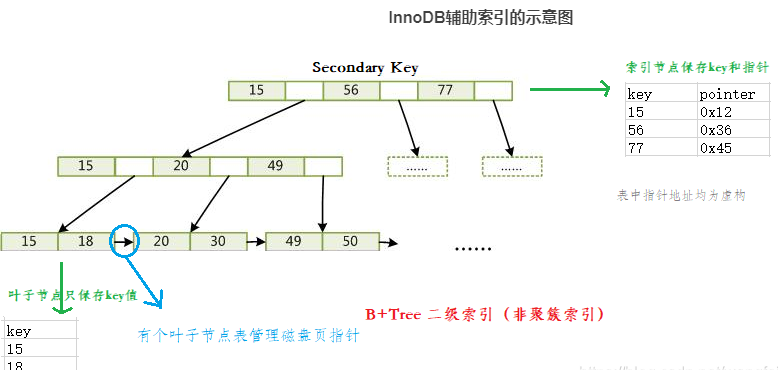 InnoDB辅助索引的示意图
Secondary Key
索引节点保存key和指针
15 56 77
key pointer
15 0x12
56 0x36
77 0x45
15 20 49
...... ......
表中指针地址均为虚构
15 18 20 30 49 50 ......
叶子节点只保存key值
有个叶子节点表管理磁盘页指针
B+Tree 二级索引（非聚簇索引）
key
15
18